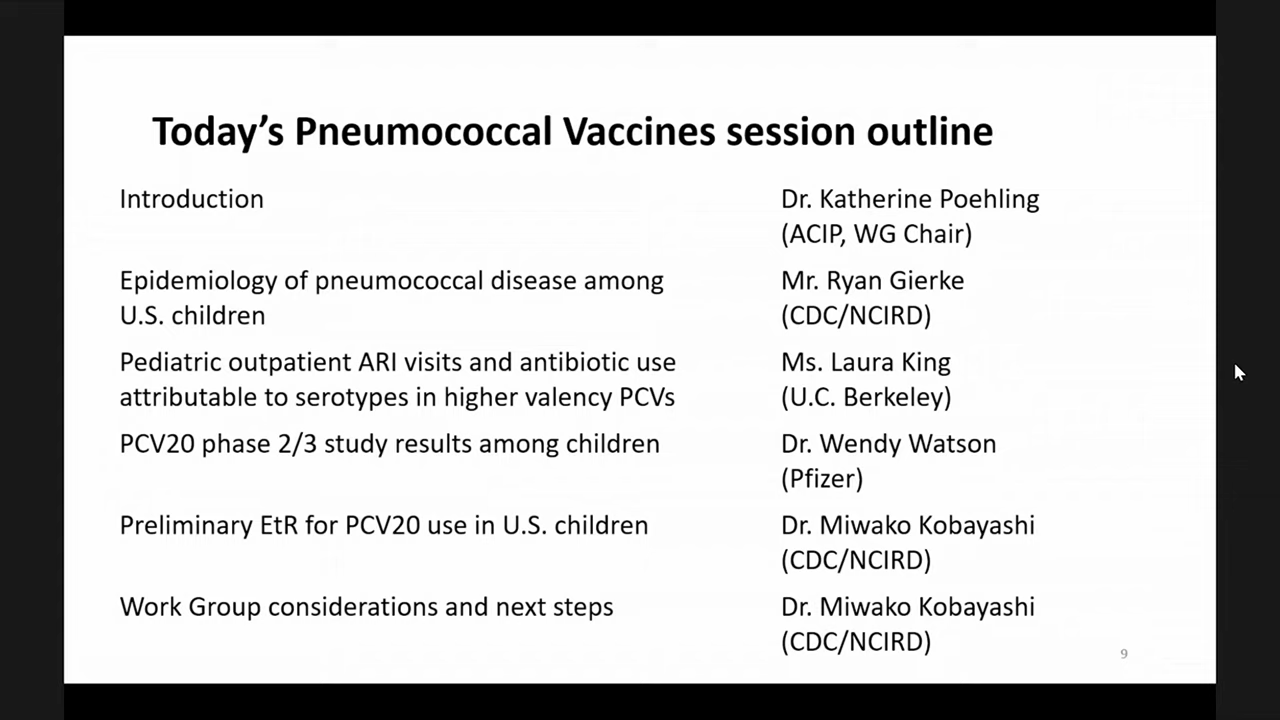 Today's Pneumococcal Vaccines session outline
Introduction
Dr. Katherine Poehling
(ACIP, WG Chair)
Epidemiology of pneumococcal disease among
U.S. children
Mr. Ryan Gierke
(CDC/NCIRD)
Pediatric outpatient ARI visits and antibiotic use
attributable to serotypes in higher valency PCVs
Ms. Laura King
(U.C. Berkeley)
PCV20 phase 2/3 study results among children
Dr. Wendy Watson
(Pfizer)
Preliminary EtR for PCV20 use in U.S. children
Dr. Miwako Kobayashi
(CDC/NCIRD)
Work Group considerations and next steps
Dr. Miwako Kobayashi
(CDC/NCIRD)
9